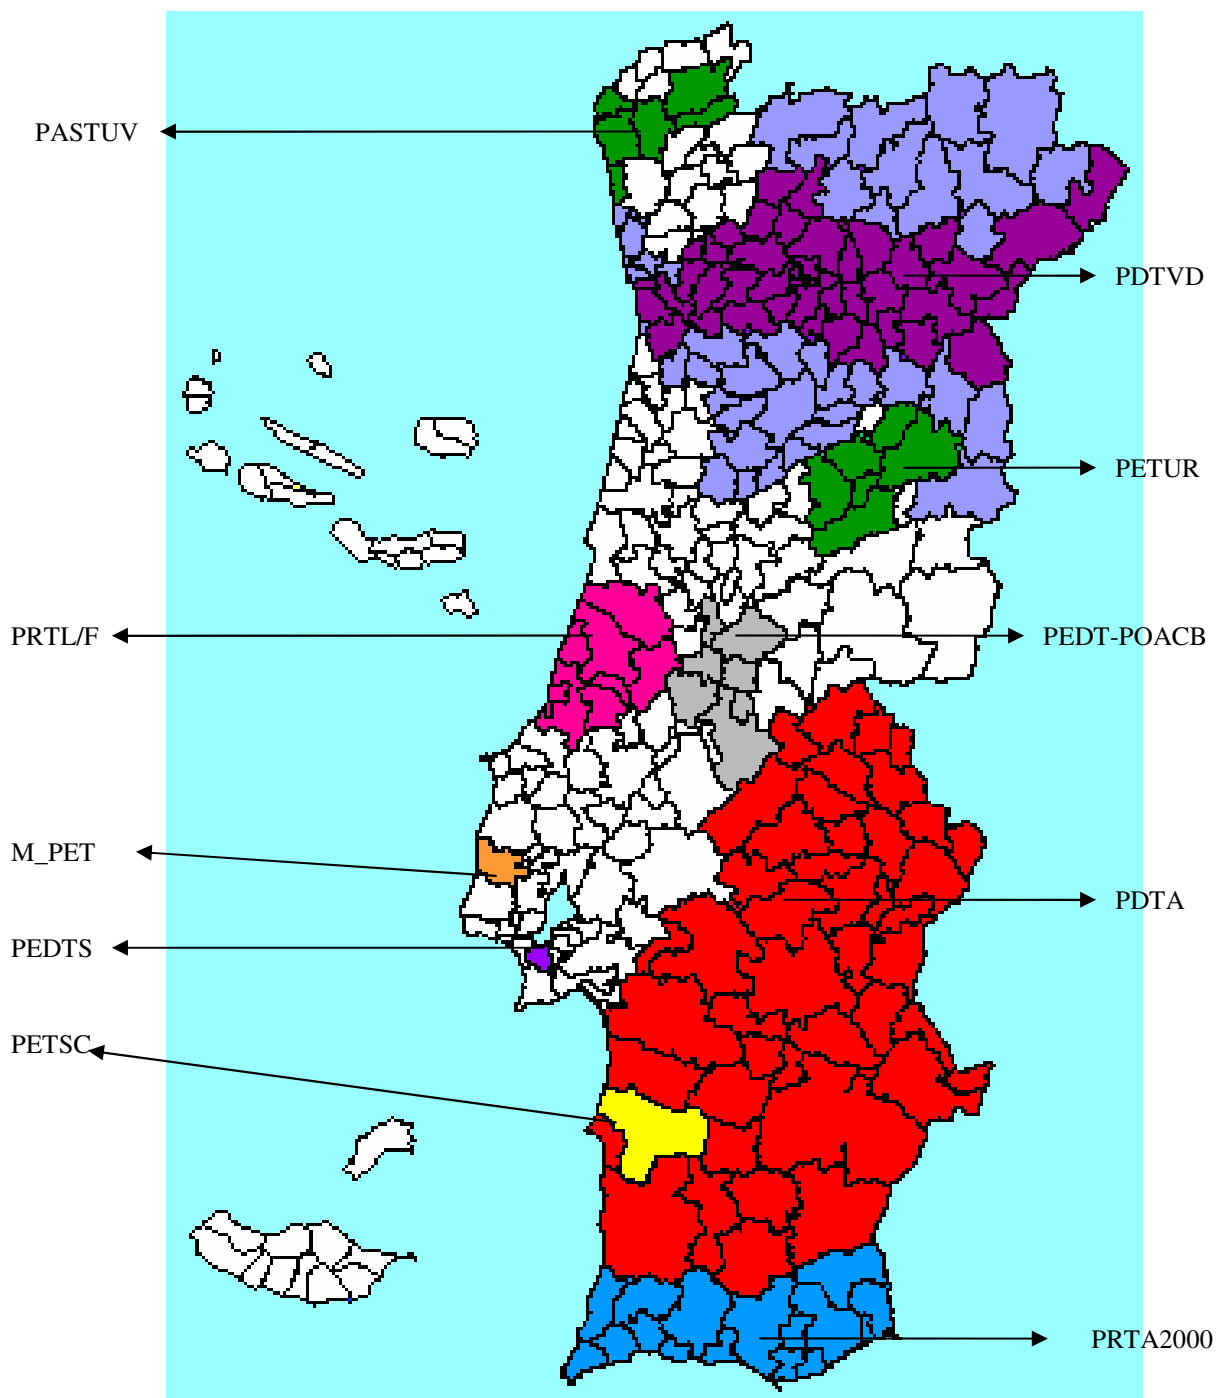 PASTUV
PDTVD
PETUR
PRTL/F
PEDT-POACB
M_PET
PDTA
PEDTS
PETSC
PRTA2000